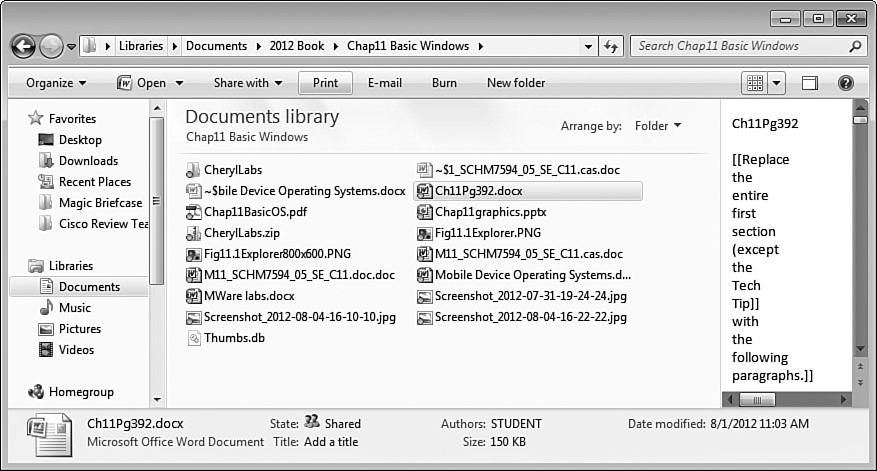 Libraries Documents 2012 Book Chap11 Basic Windows Search Chap11 Basic Windows
Organize Open Share with Print E-mail Burn New folder
Favorites
Desktop
Downloads
Recent Places
Magic Briefcase
Cisco Review Tea
Libraries
Documents
Music
Pictures
Videos
Homegroup
Documents library
Chap11 Basic Windows
Arrange by: Folder
CherylLabs
~$bile Device Operating Systems.docx
Chap11BasicOS.pdf
CherylLabs.zip
Fig11.1Explorer800x600.PNG
M11_SCHM7594_05_SE_C11.doc.doc
MWare labs.docx
Screenshot_2012-08-04-16-10-10.jpg
Thumbs.db
~$1_SCHM7594_05_SE_C11.cas.doc
Ch11Pg392.docx
Chap11graphics.pptx
Fig11.1Explorer.PNG
M11_SCHM7594_05_SE_C11.cas.doc
Mobile Device Operating Systems.d...
Screenshot_2012-07-31-19-24-24.jpg
Screenshot_2012-08-04-16-22-22.jpg
Ch11Pg392
[[Replace
the
entire
first
section
(except
the
Tech
Tip]]
with
the
following
paragraphs.]]
Ch11Pg392.docx State: Shared Authors: STUDENT Date modified: 8/1/2012 11:03 AM
Microsoft Office Word Document Title: Add a title Size: 150 KB